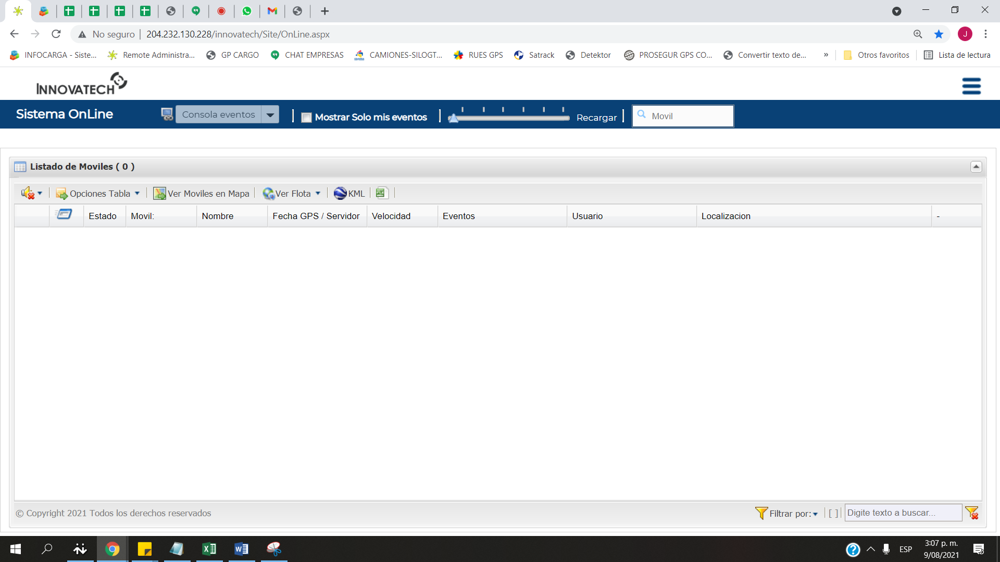 No seguro | 204.232.130.228/innovatech/Site/OnLine.aspx
J
INFOCARGA - Siste... Remote Administra... GP CARGO CHAT EMPRESAS CAMIONES-SILOGT... RUES GPS Satrack Detektor PROSEGUR GPS CO... Convertir texto de... » Otros favoritos Lista de lectura
INNOVATECH
Sistema OnLine Consola eventos Mostrar Solo mis eventos Recargar Movil
Listado de Moviles ( 0 )
Opciones Tabla Ver Moviles en Mapa Ver Flota KML
Estado Movil: Nombre Fecha GPS / Servidor Velocidad Eventos Usuario Localizacion -
© Copyright 2021 Todos los derechos reservados Filtrar por: [ ] Digite texto a buscar...
ESP 3:07 p. m.
9/08/2021